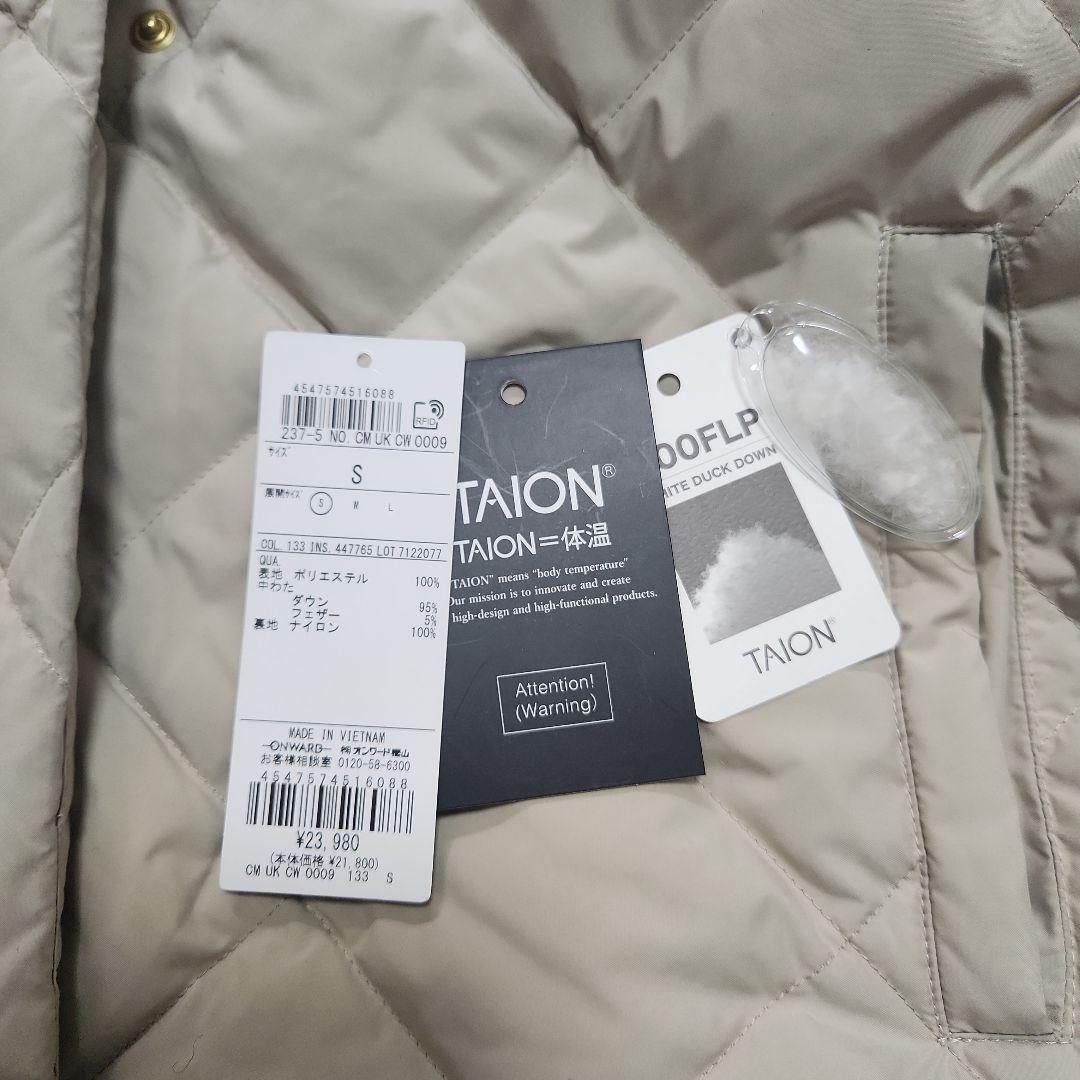 4547574516088
RFID
237-5 NO. CM UK CW 0009
サイズ
S
展開サイズ S M L
COL. 133 INS. 447765 LOT 7122077
QUA.
表地 ポリエステル 100%
中わた
ダウン 95%
フェザー 5%
裏地 ナイロン 100%
MADE IN VIETNAM
ONWARD ㈱オンワード樫山
お客様相談室 0120-58-6300
4547574516088
¥23,980
(本体価格 ¥21,800)
CM UK CW 0009 133 S
TAION®
TAION=体温
TAION" means "body temperature"
Our mission is to innovate and create
high-design and high-functional products.
Attention!
(Warning)
00FLP
ITE DUCK DOWN
TAION®